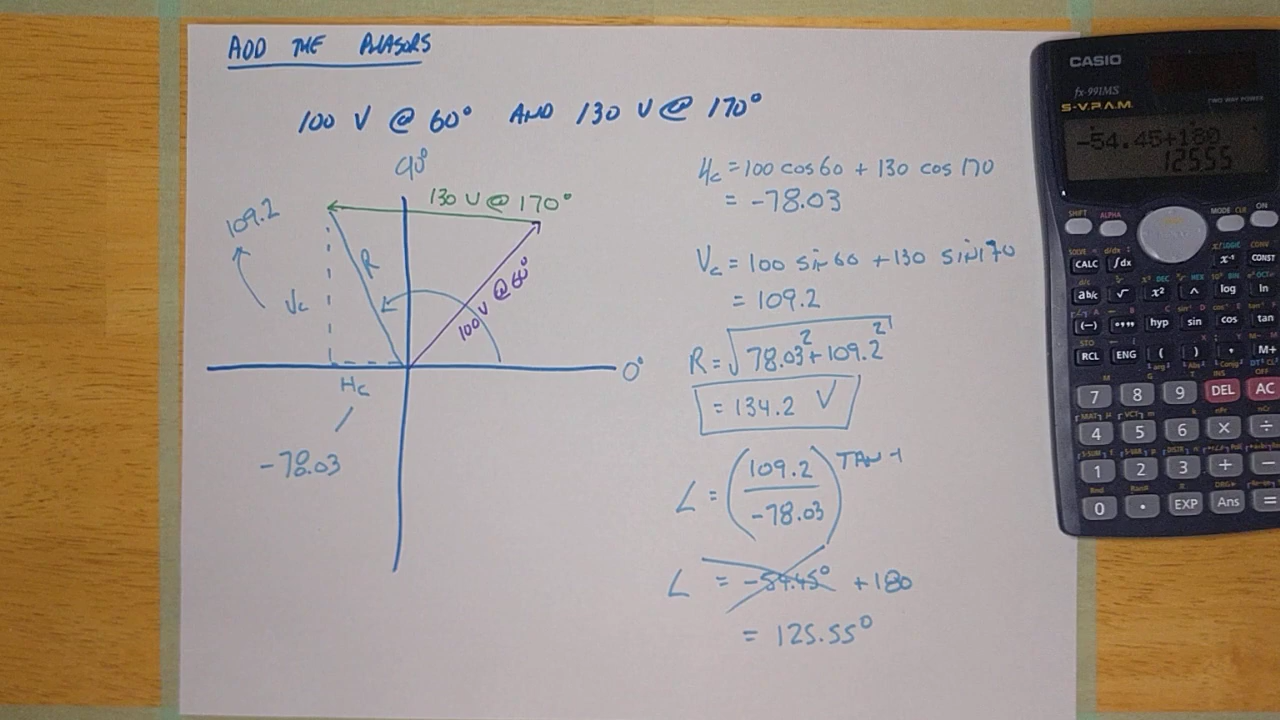 ADD THE PHASORS
100 V @ 60° AND 130 V @ 170°
90°
130 V @ 170°
109.2
R
100 V @ 60°
Vc
0°
Hc
-78.03
Hc = 100 cos 60 + 130 cos 170
= -78.03
Vc = 100 sin 60 + 130 sin 170
= 109.2
R = √78.03² + 109.2²
= 134.2 V
∠ = (109.2 / -78.03) TAN-1
∠ = -54.45° + 180
= 125.55°
CASIO
fx-991MS
S-V.P.A.M.
TWO WAY POWER
-54.45+180
125.55
SHIFT ALPHA MODE CLR ON
CALC ∫dx x⁻¹ CONST
ab/c √ x² ^ log ln
(-) °'" hyp sin cos tan
RCL ENG ( ) , M+
7 8 9 DEL AC
4 5 6 × ÷
1 2 3 + −
0 . EXP Ans =